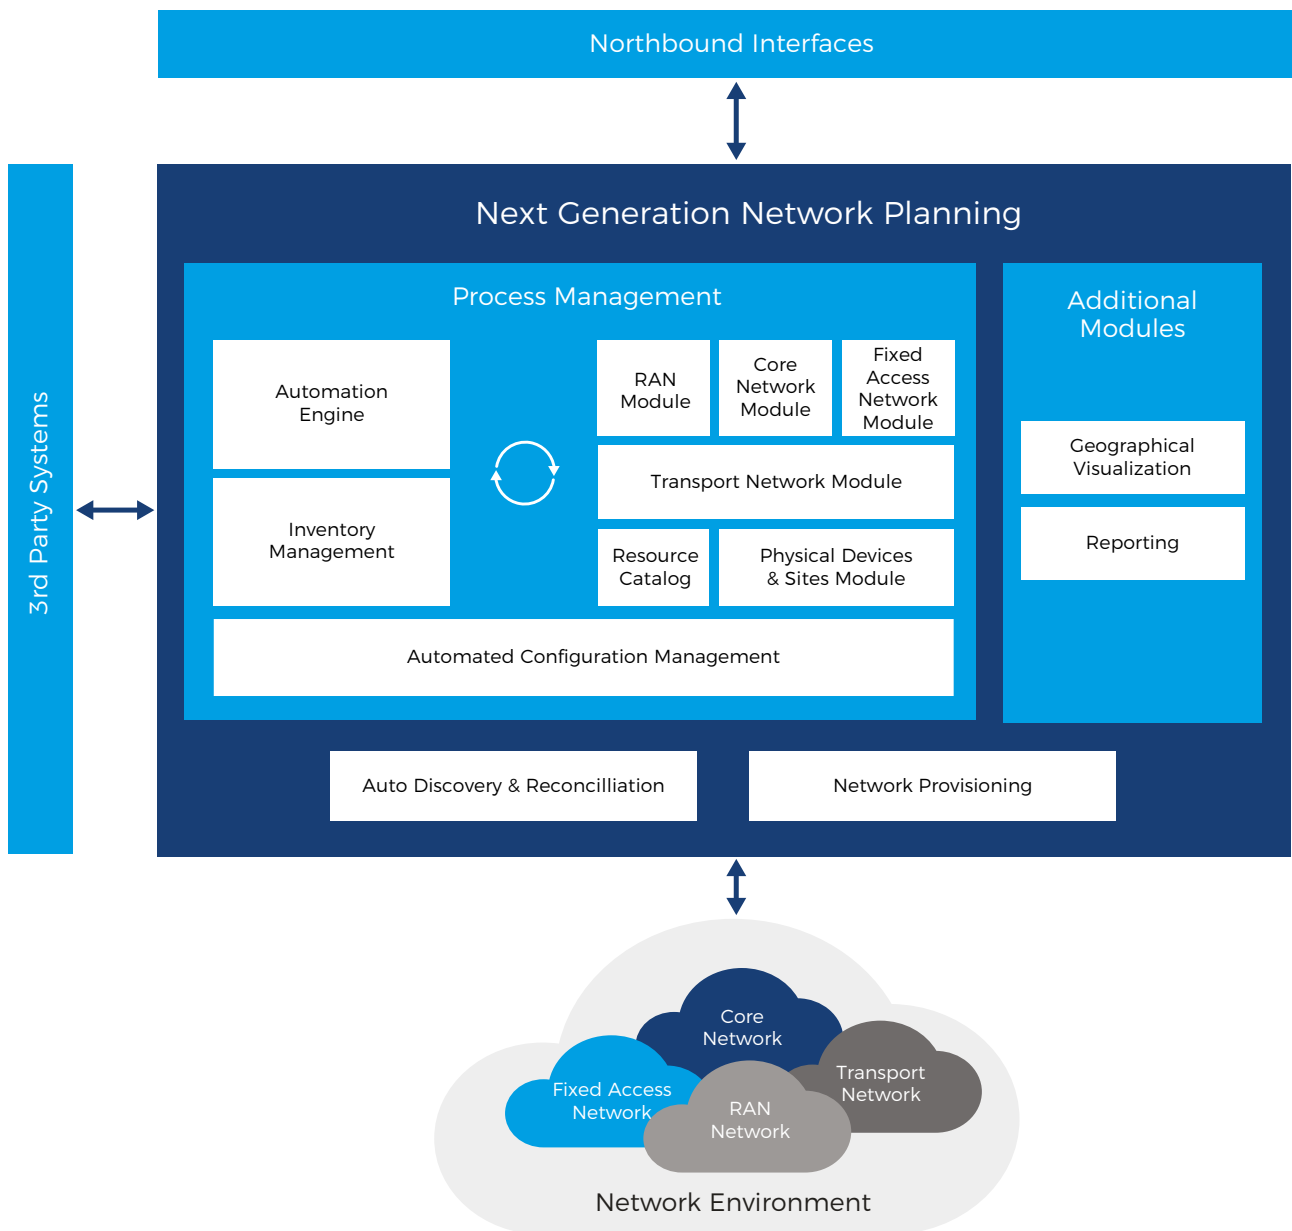 Northbound Interfaces
3rd Party Systems
Next Generation Network Planning
Process Management
Automation
Engine
Inventory
Management
RAN
Module
Core
Network
Module
Fixed
Access
Network
Module
Transport Network Module
Resource
Catalog
Physical Devices
& Sites Module
Automated Configuration Management
Additional
Modules
Geographical
Visualization
Reporting
Auto Discovery & Reconcilliation
Network Provisioning
Core
Network
Transport
Network
Fixed Access
Network
RAN
Network
Network Environment